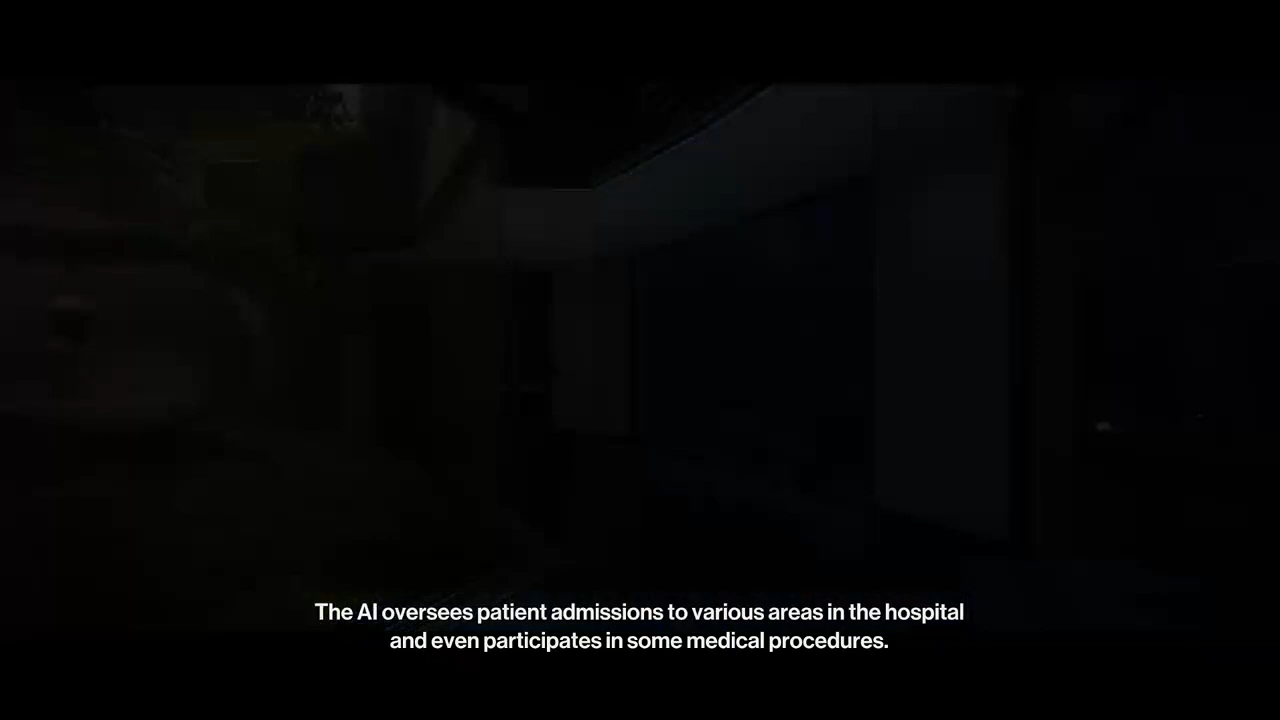 The AI oversees patient admissions to various areas in the hospital
and even participates in some medical procedures.